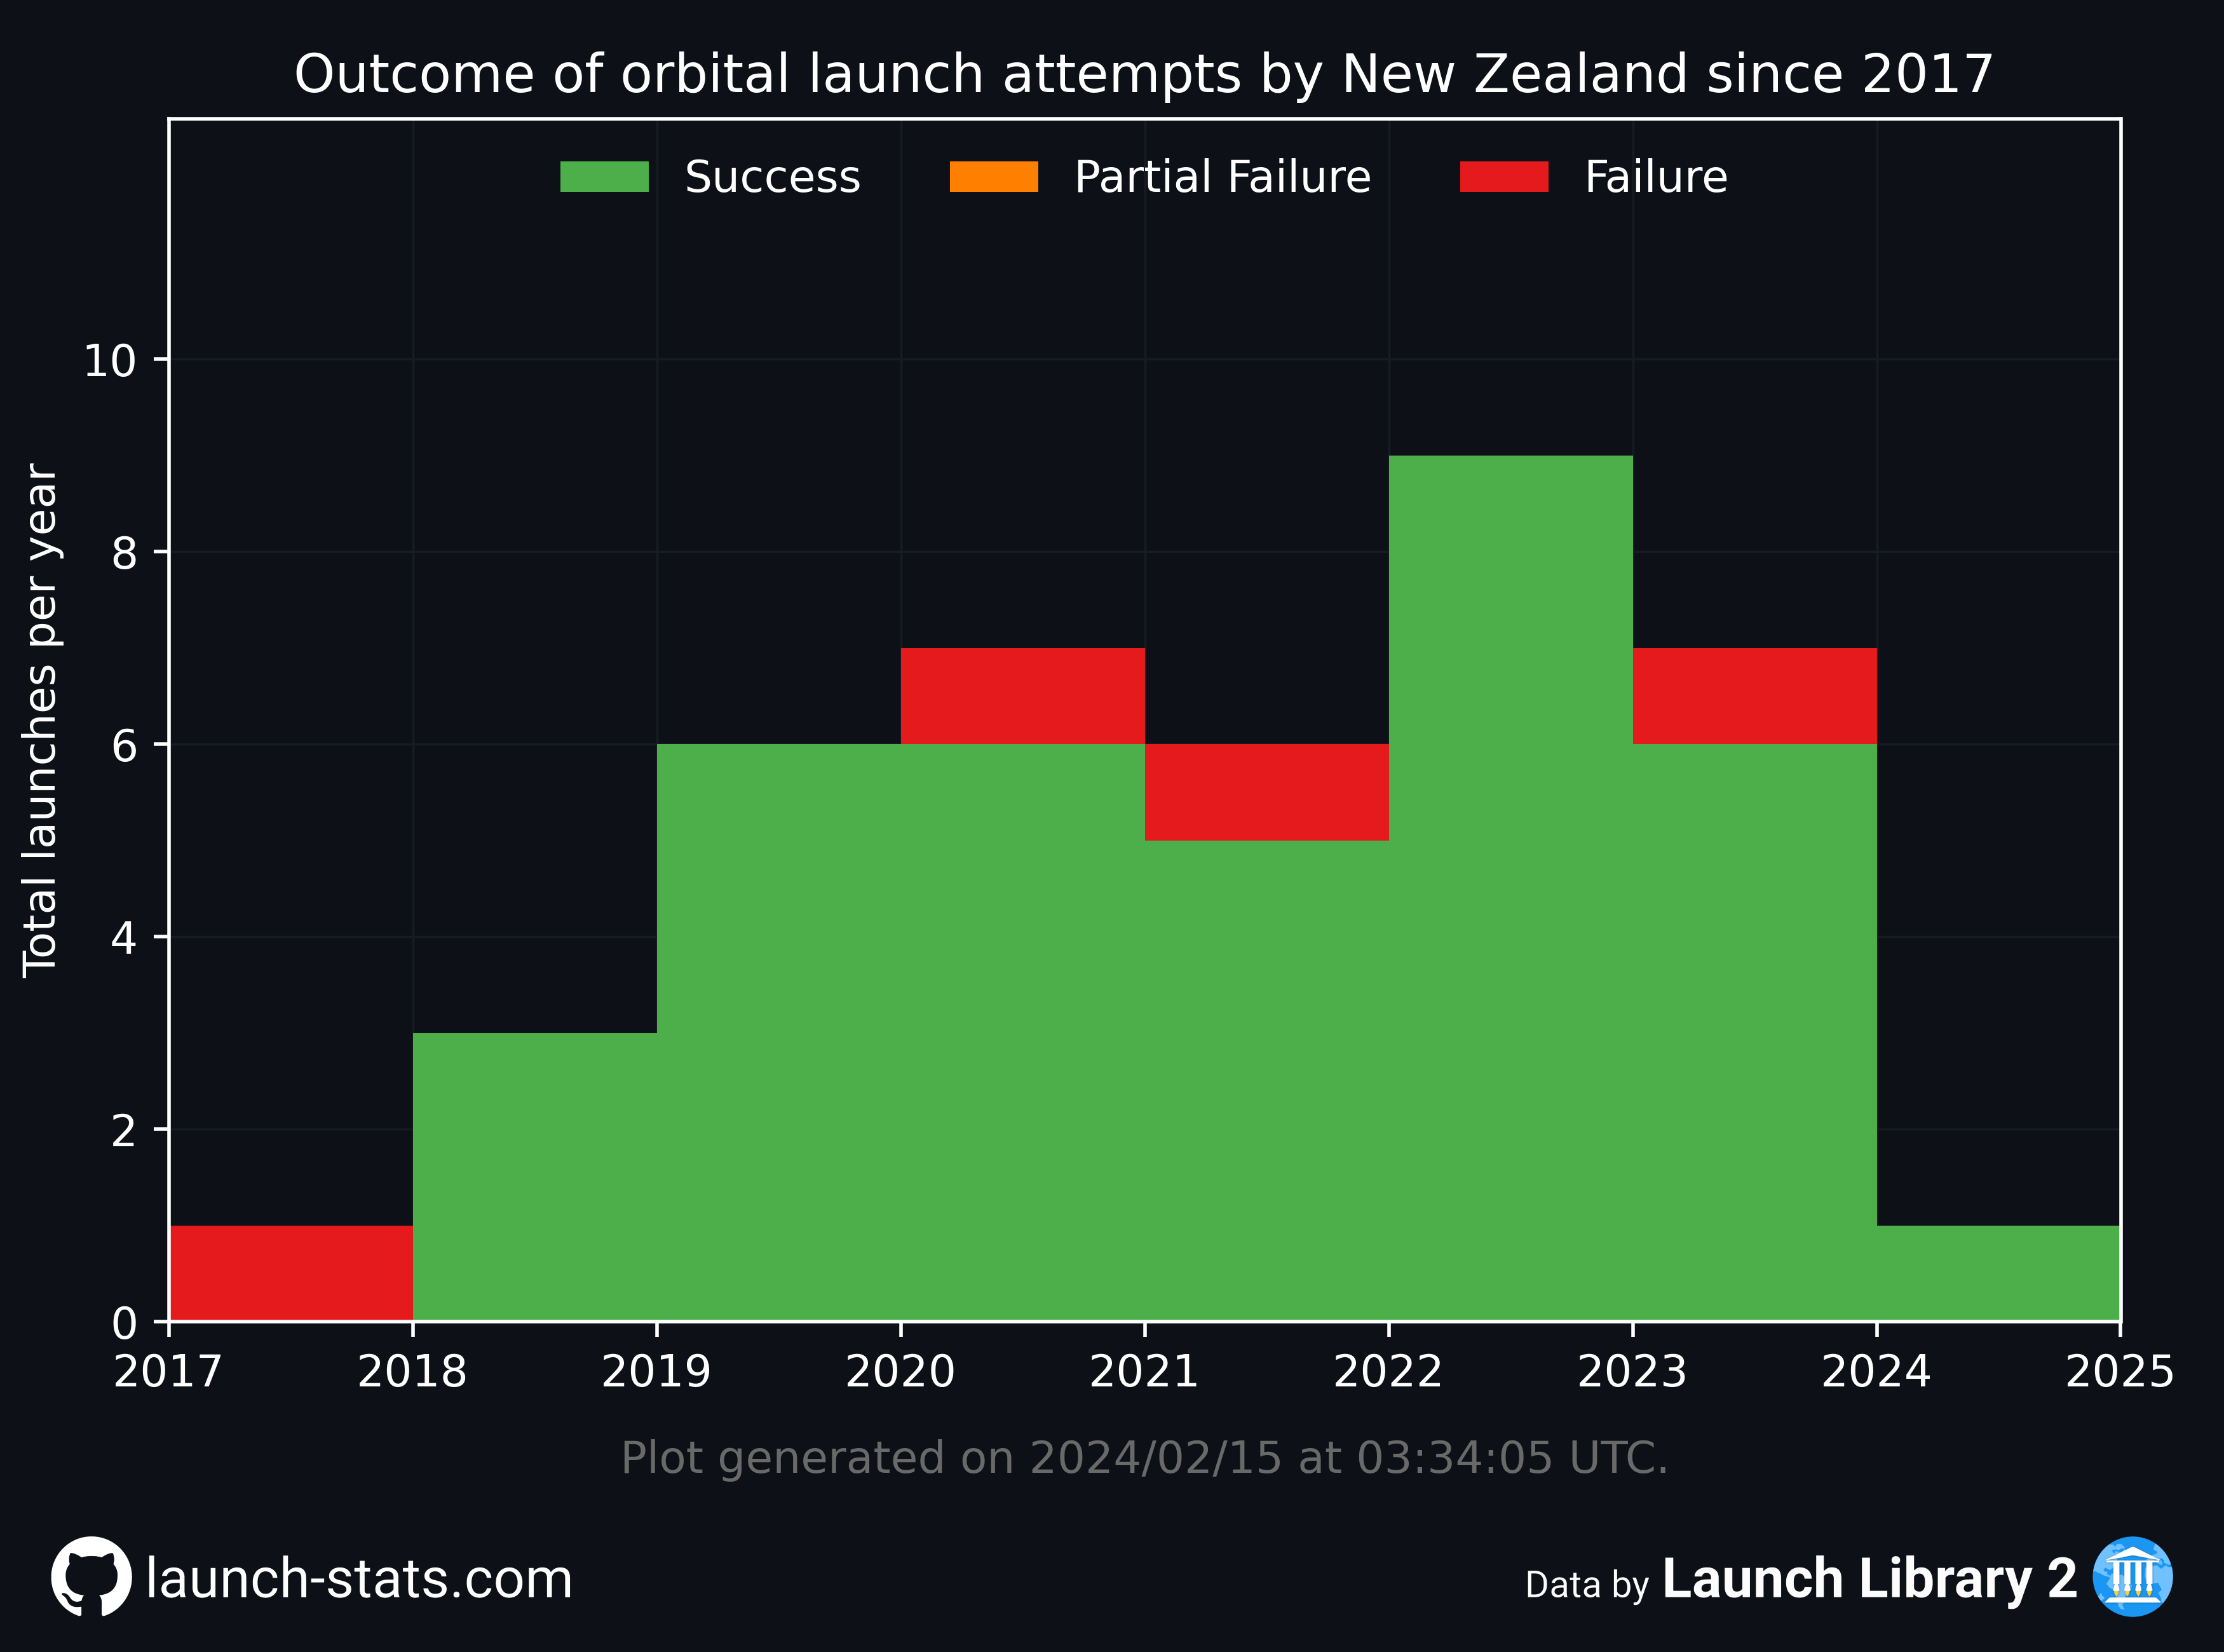 Outcome of orbital launch attempts by New Zealand since 2017
Success Partial Failure Failure
Total launches per year
10
8
6
4
2
0
2017 2018 2019 2020 2021 2022 2023 2024 2025
Plot generated on 2024/02/15 at 03:34:05 UTC.
launch-stats.com
Data by Launch Library 2